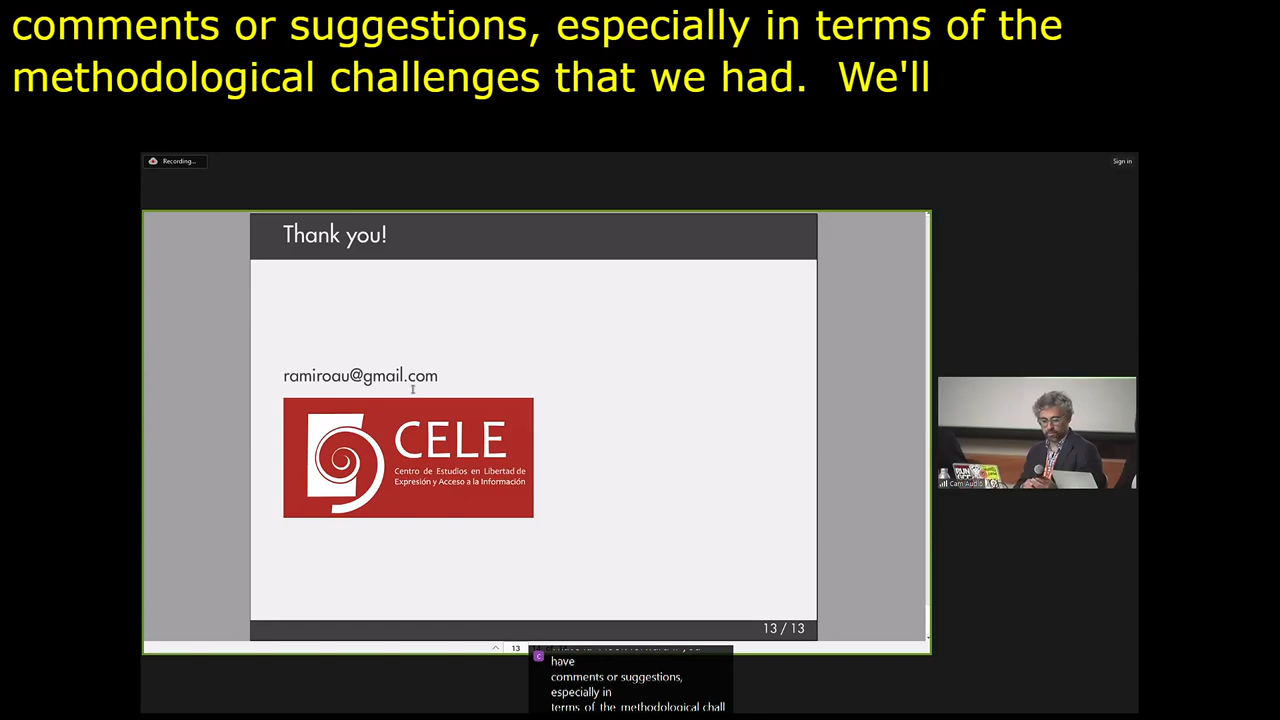 comments or suggestions, especially in terms of the
methodological challenges that we had. We'll
Recording...
Sign in
Thank you!
ramiroau@gmail.com
CELE
Centro de Estudios en Libertad de
Expresión y Acceso a la Información
Cam Audio
13 / 13
13
C
have
comments or suggestions,
especially in
terms of the methodological chall